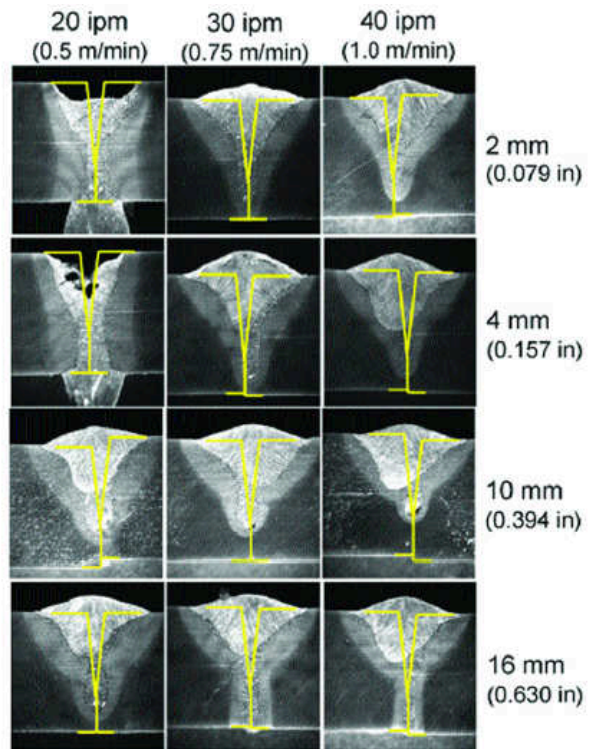 20 ipm 30 ipm 40 ipm
(0.5 m/min) (0.75 m/min) (1.0 m/min)
2 mm
(0.079 in)
4 mm
(0.157 in)
10 mm
(0.394 in)
16 mm
(0.630 in)